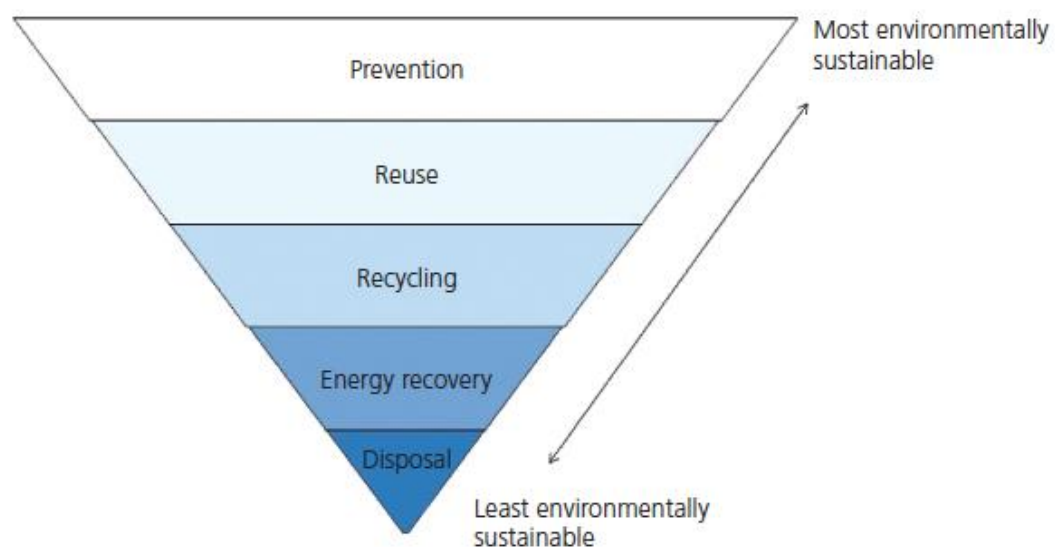 Most environmentally
sustainable
Prevention
Reuse
Recycling
Energy recovery
Disposal
Least environmentally
sustainable